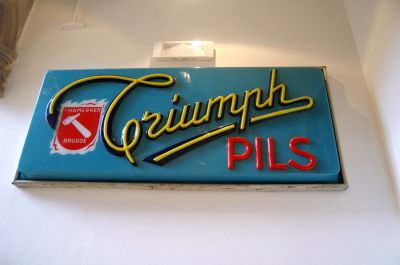 't HAMERKEN
BRUGGE
Triumph
PILS